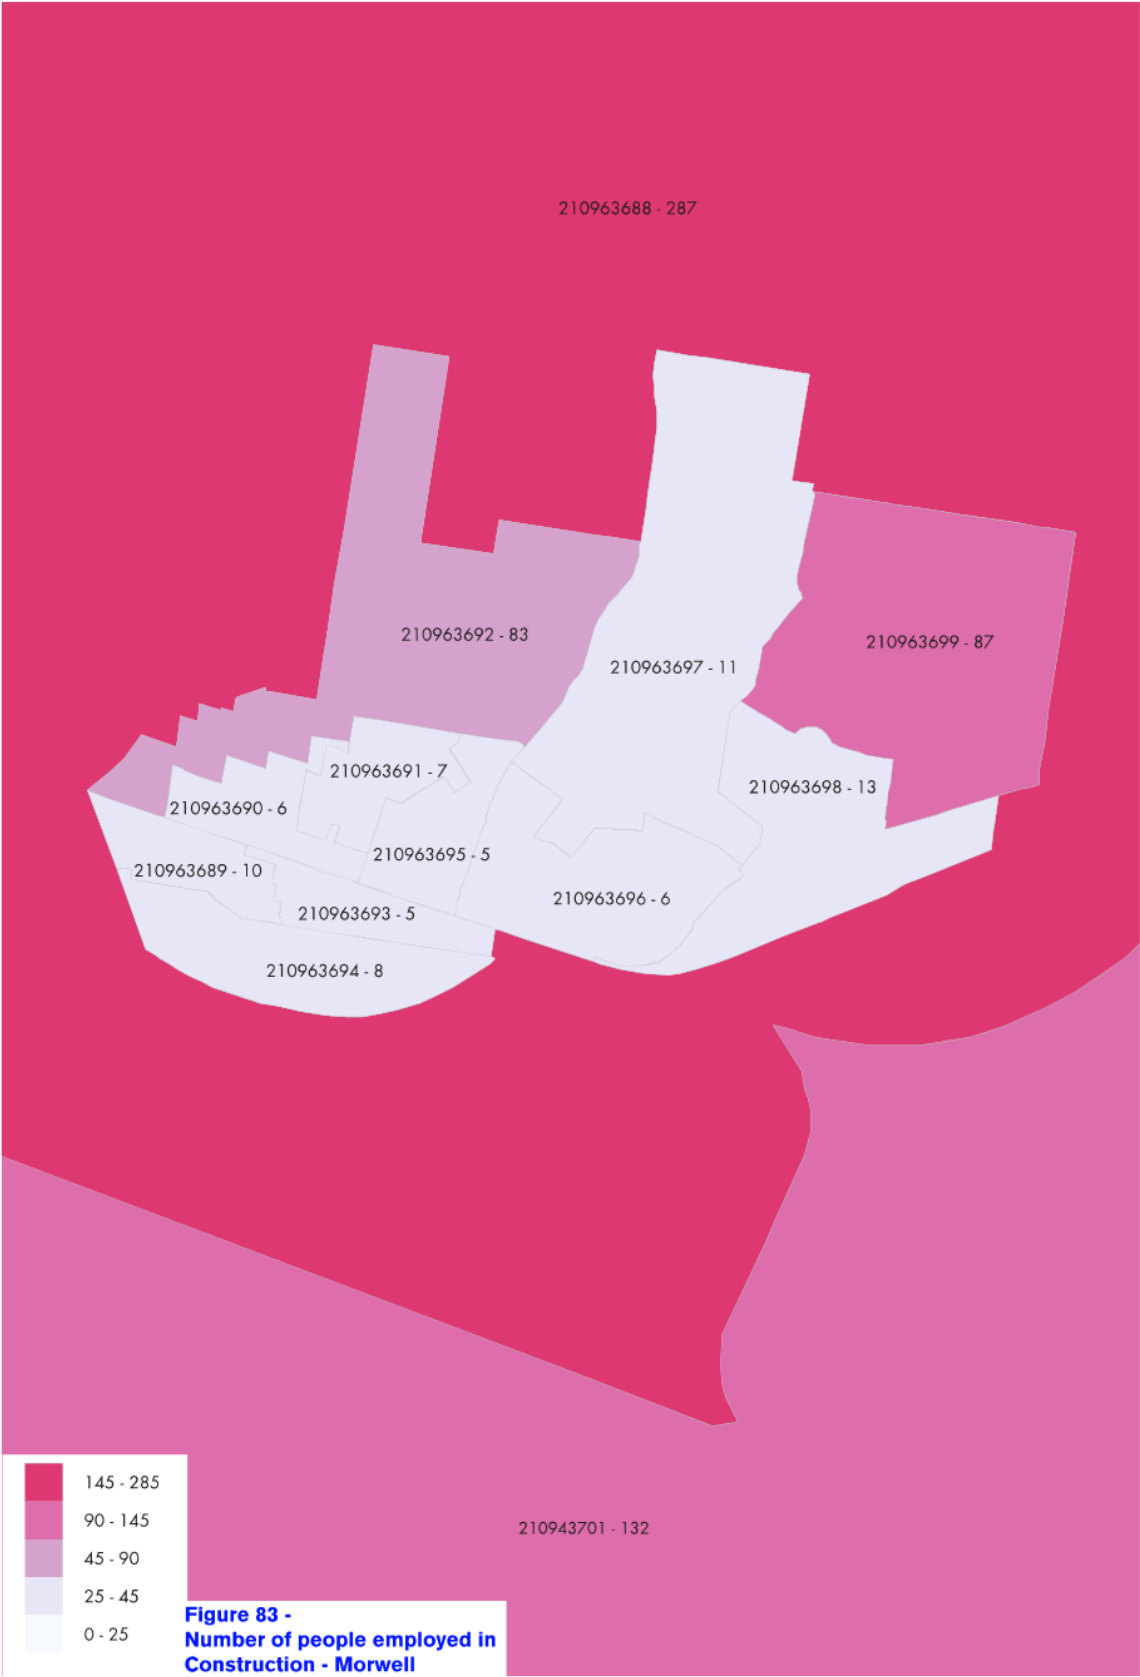 210963688 - 287
210963692 - 83
210963699 - 87
210963697 - 11
210963691 - 7
210963698 - 13
210963690 - 6
210963695 - 5
210963689 - 10
210963696 - 6
210963693 - 5
210963694 - 8
145 - 285
90 - 145
210943701 - 132
45 - 90
25 - 45
0 - 25
Figure 83 -
Number of people employed in
Construction - Morwell